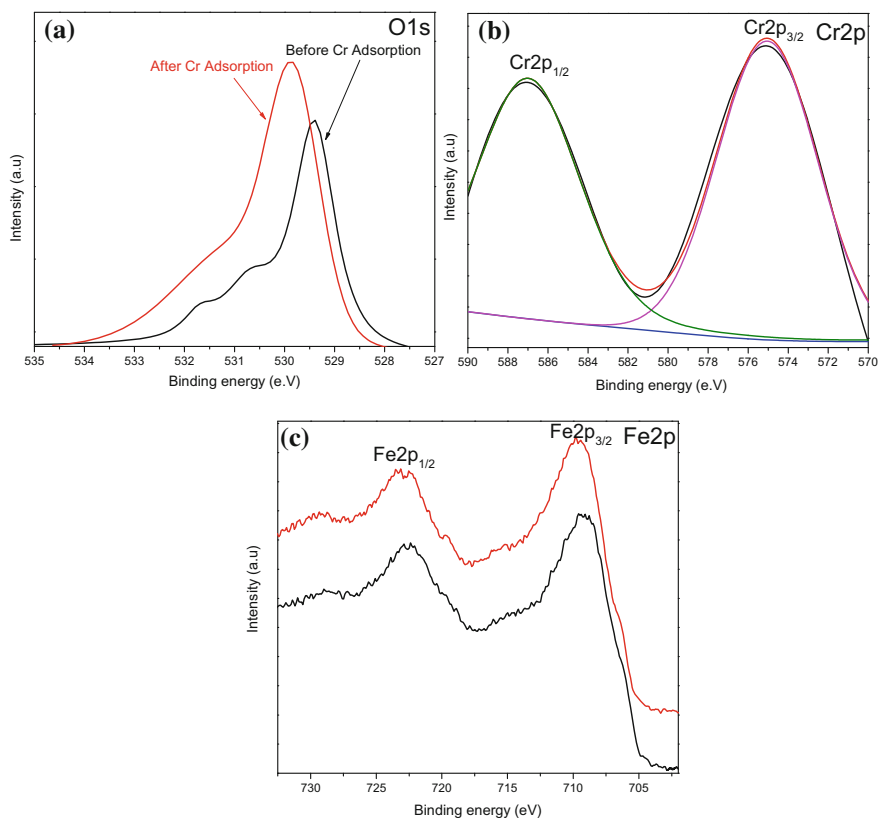 (a)
O1s
After Cr Adsorption
Before Cr Adsorption
Intensity (a.u)
535 534 533 532 531 530 529 528 527
Binding energy (e.V)
(b)
Cr2p1/2
Cr2p3/2
Cr2p
Intensity (a.u)
590 588 586 584 582 580 578 576 574 572 570
Binding energy (e.V)
(c)
Fe2p1/2
Fe2p3/2
Fe2p
Intensity (a.u)
730 725 720 715 710 705
Binding energy (eV)